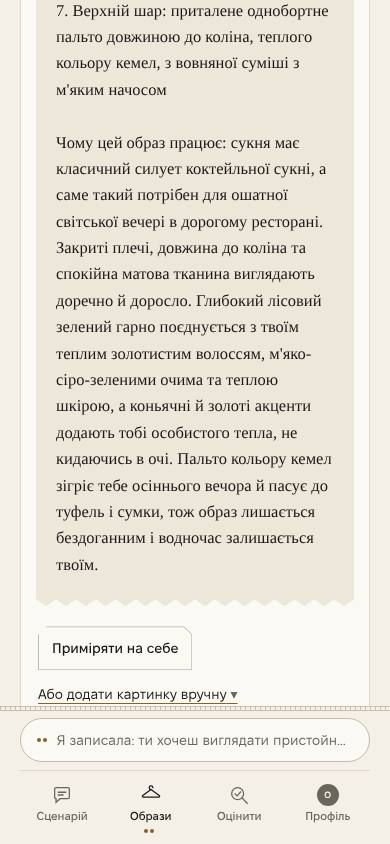 7. Верхній шар: приталене однобортне
пальто довжиною до коліна, теплого
кольору кемел, з вовняної суміші з
м'яким начосом
Чому цей образ працює: сукня має
класичний силует коктейльної сукні, а
саме такий потрібен для ошатної
світської вечері в дорогому ресторані.
Закриті плечі, довжина до коліна та
спокійна матова тканина виглядають
доречно й доросло. Глибокий лісовий
зелений гарно поєднується з твоїм
теплим золотистим волоссям, м'яко-
сіро-зеленими очима та теплою
шкірою, а коньячні й золоті акценти
додають тобі особистого тепла, не
кидаючись в очі. Пальто кольору кемел
зігріє тебе осіннього вечора й пасує до
туфель і сумки, тож образ лишається
бездоганним і водночас залишається
твоїм.
Приміряти на себе
Або додати картинку вручну ▾
Я записала: ти хочеш виглядати пристойн...
Сценарій
Образи
Оцінити
О
Профіль